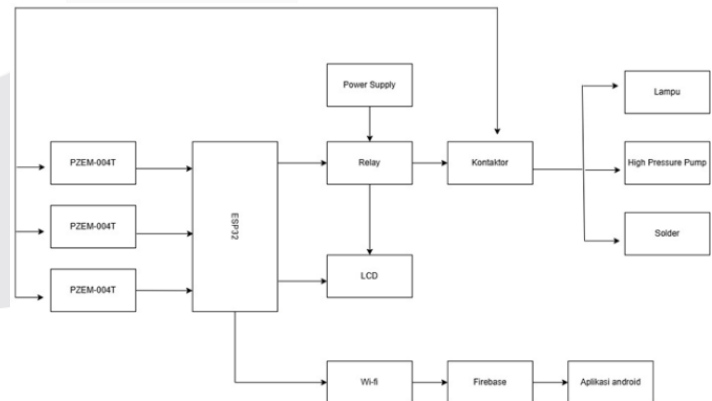 Power Supply
Lampu
PZEM-004T
Relay
Kontaktor
High Pressure Pump
ESP32
PZEM-004T
Solder
PZEM-004T
LCD
Wi-fi
Firebase
Aplikasi android